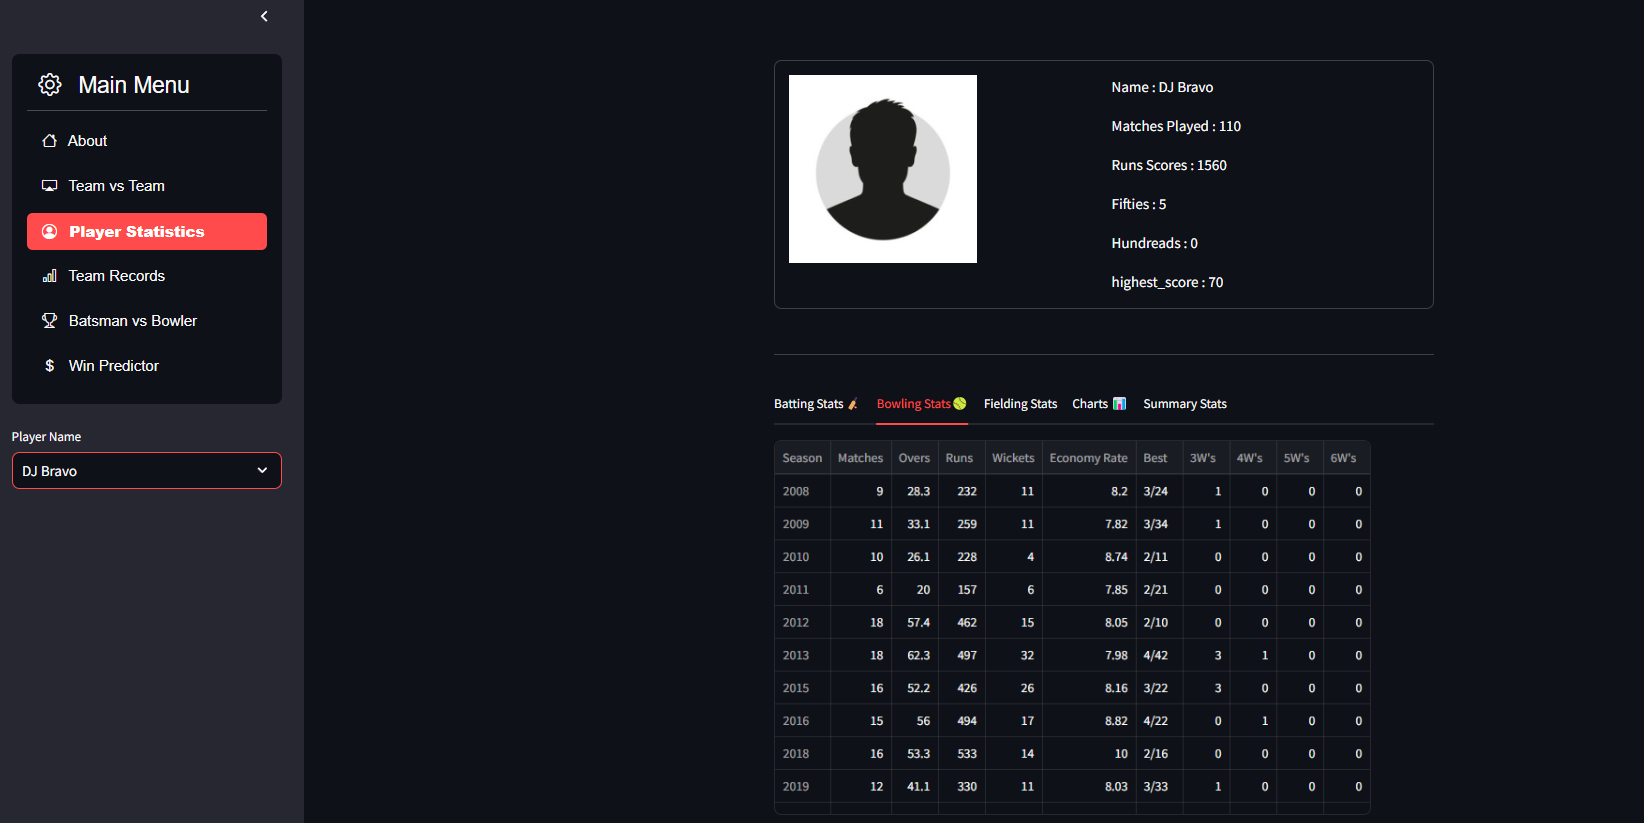 Main Menu
About
Team vs Team
Player Statistics
Team Records
Batsman vs Bowler
Win Predictor
Player Name
DJ Bravo
Name : DJ Bravo
Matches Played : 110
Runs Scores : 1560
Fifties : 5
Hundreads : 0
highest_score : 70
Batting Stats Bowling Stats Fielding Stats Charts Summary Stats
Season Matches Overs Runs Wickets Economy Rate Best 3W's 4W's 5W's 6W's
2008 9 28.3 232 11 8.2 3/24 1 0 0 0
2009 11 33.1 259 11 7.82 3/34 1 0 0 0
2010 10 26.1 228 4 8.74 2/11 0 0 0 0
2011 6 20 157 6 7.85 2/21 0 0 0 0
2012 18 57.4 462 15 8.05 2/10 0 0 0 0
2013 18 62.3 497 32 7.98 4/42 3 1 0 0
2015 16 52.2 426 26 8.16 3/22 3 0 0 0
2016 15 56 494 17 8.82 4/22 0 1 0 0
2018 16 53.3 533 14 10 2/16 0 0 0 0
2019 12 41.1 330 11 8.03 3/33 1 0 0 0